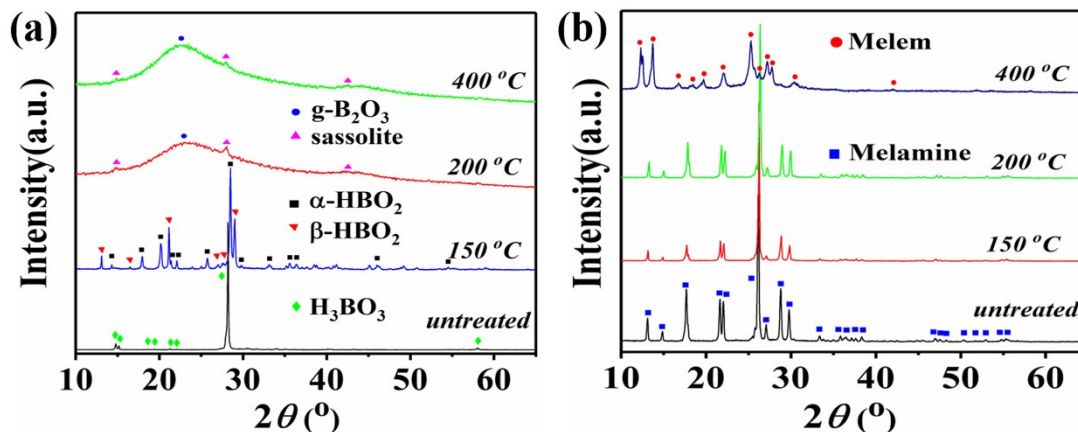 (a)
Intensity(a.u.)
400 °C
g-B₂O₃
sassolite
200 °C
α-HBO₂
β-HBO₂
150 °C
H₃BO₃
untreated
10 20 30 40 50 60
2θ (°)
(b)
Intensity(a.u.)
Melem
400 °C
Melamine
200 °C
150 °C
untreated
10 20 30 40 50 60
2θ (°)